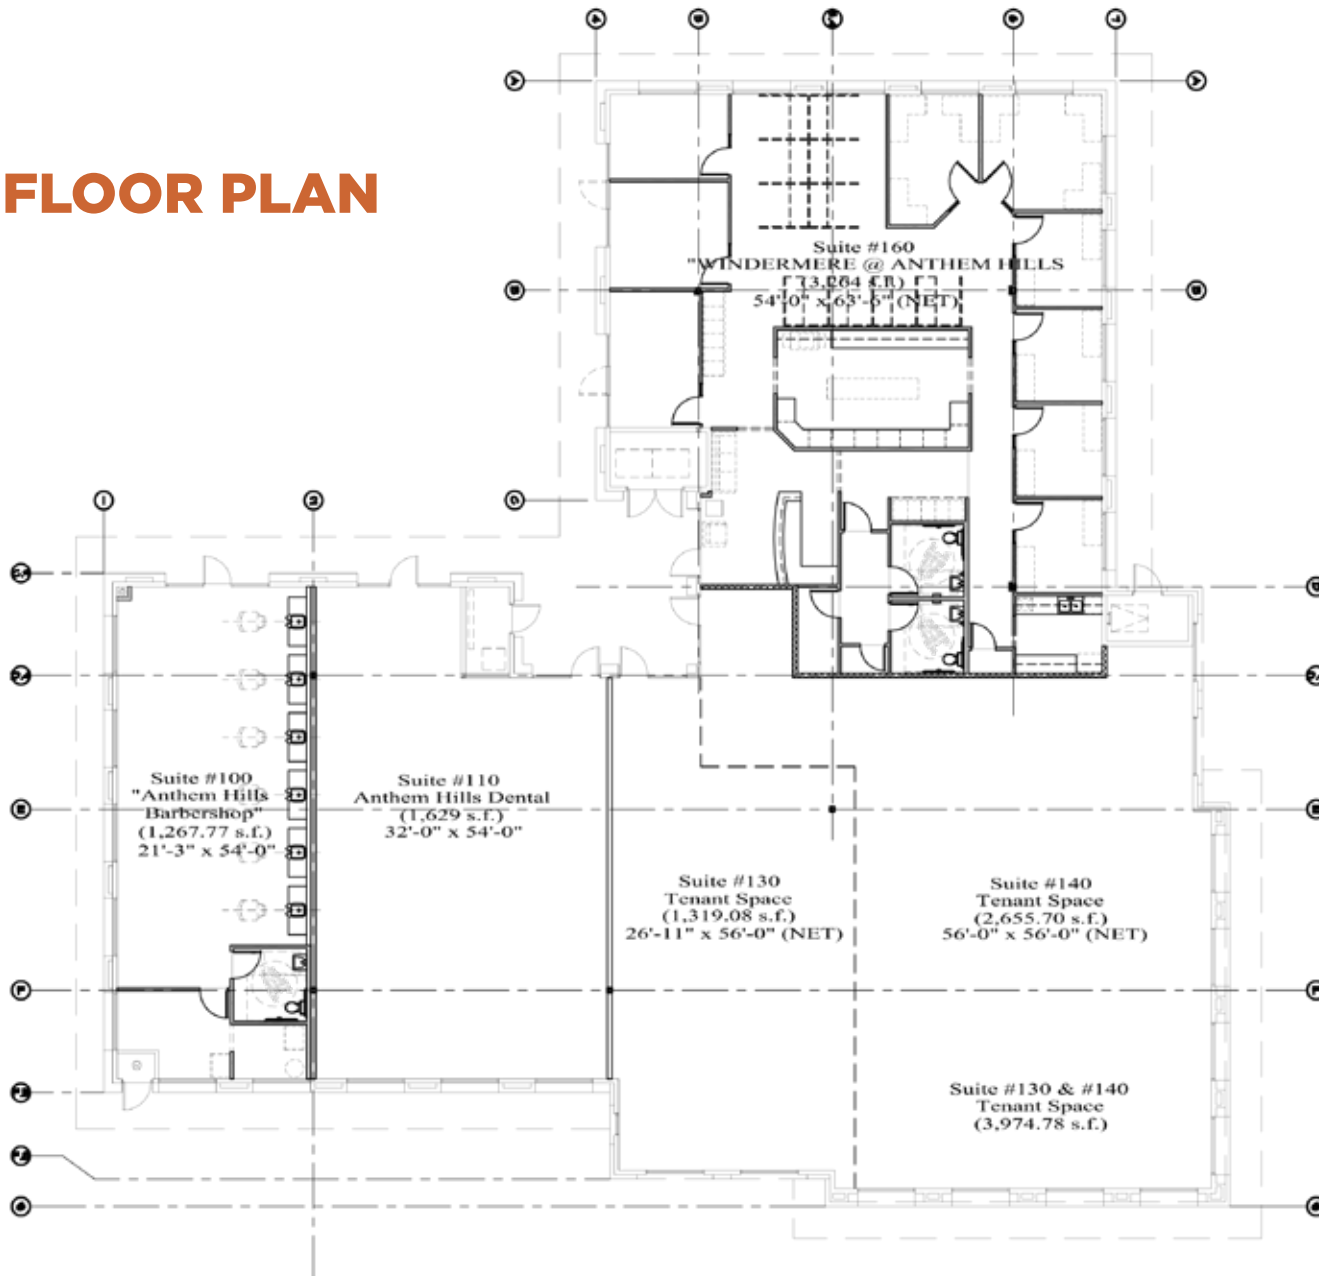 FLOOR PLAN
Suite #160
"WINDERMERE @ ANTHEM HILLS
(3,264 s.f.)
54'-0" x 63'-6" (NET)
Suite #100
"Anthem Hills
Barbershop"
(1,267.77 s.f.)
21'-3" x 54'-0"
Suite #110
Anthem Hills Dental
(1,629 s.f.)
32'-0" x 54'-0"
Suite #130
Tenant Space
(1,319.08 s.f.)
26'-11" x 56'-0" (NET)
Suite #140
Tenant Space
(2,655.70 s.f.)
56'-0" x 56'-0" (NET)
Suite #130 & #140
Tenant Space
(3,974.78 s.f.)